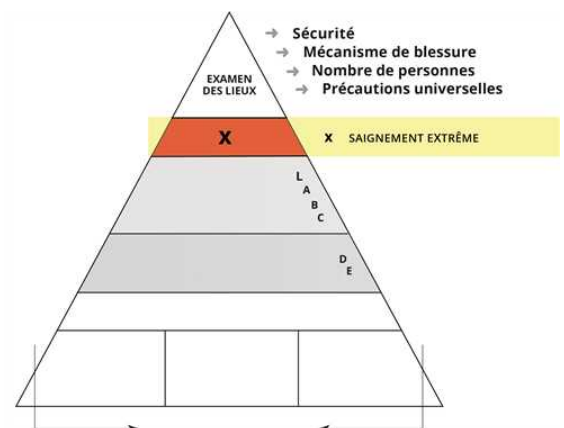 EXAMEN
DES LIEUX
➔ Sécurité
➔ Mécanisme de blessure
➔ Nombre de personnes
➔ Précautions universelles
X
X SAIGNEMENT EXTRÊME
L
A
B
C
D
E